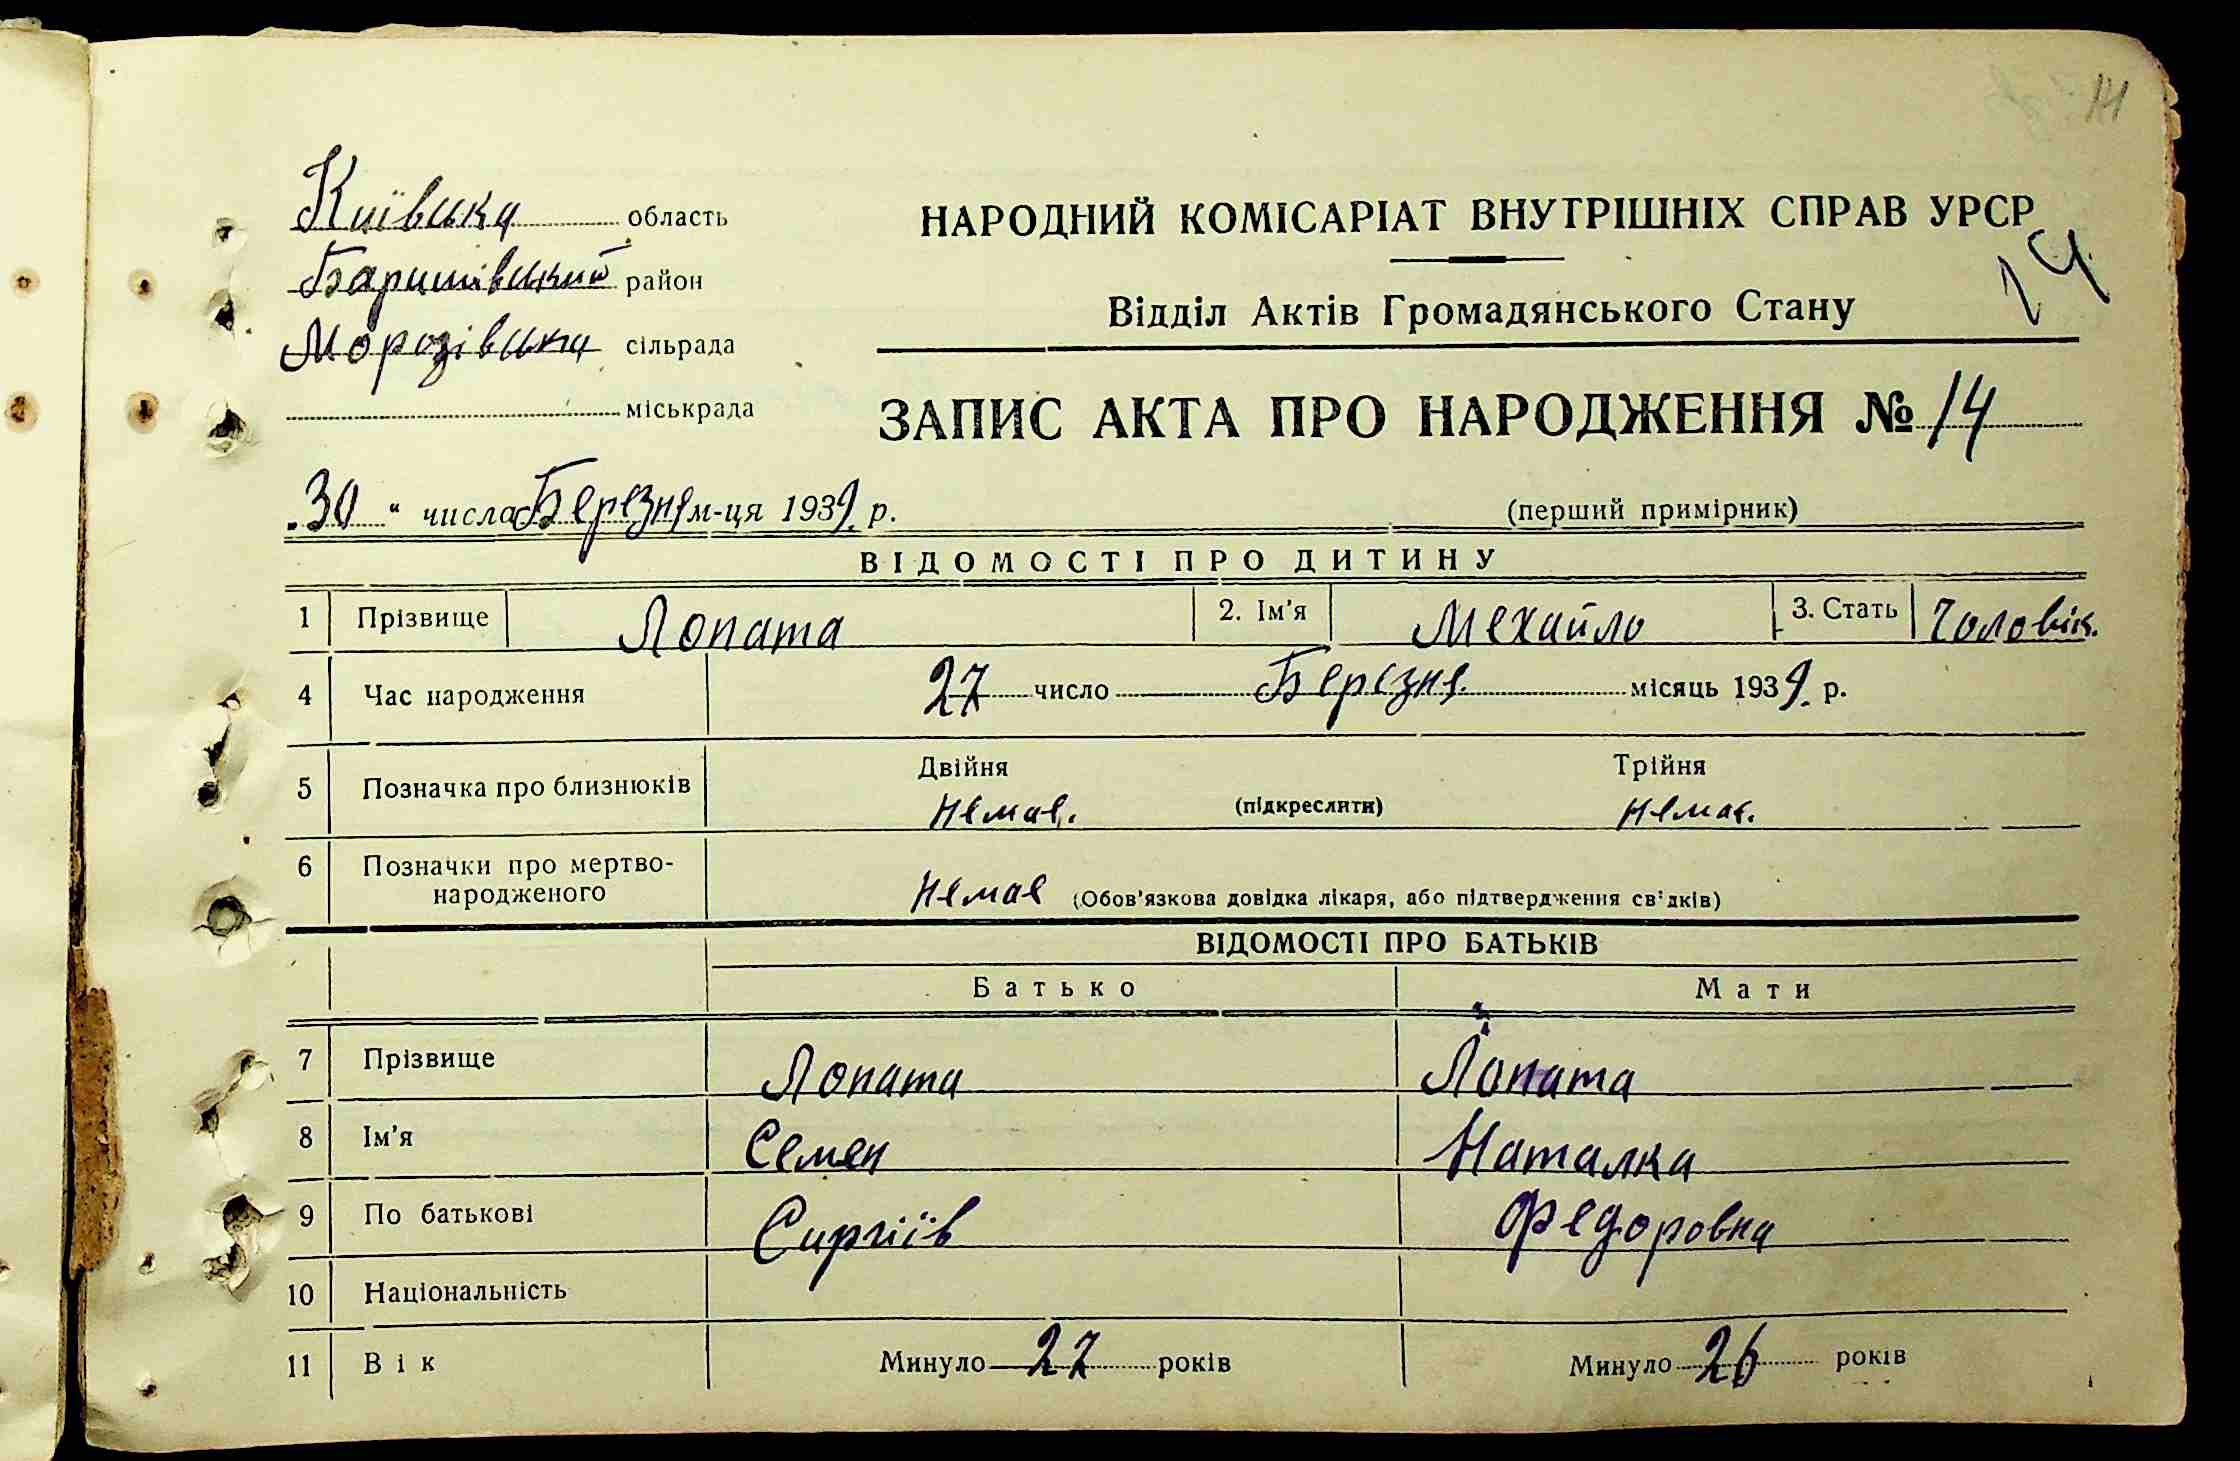 14
Київська область
Баришівський район
Морозівська сільрада
міськрада
НАРОДНИЙ КОМІСАРІАТ ВНУТРІШНІХ СПРАВ УРСР
14
Відділ Актів Громадянського Стану
ЗАПИС АКТА ПРО НАРОДЖЕННЯ № 14
„30“ числа Березня м-ця 1939 р.
(перший примірник)
ВІДОМОСТІ ПРО ДИТИНУ
1 Прізвище Лопата 2. Ім'я Мехайло 3. Стать Чоловік.
4 Час народження 27 число Березня. місяць 1939. р.
5 Позначка про близнюків Двійня Немає. (підкреслити) Трійня Немає.
6 Позначки про мертво-
народженого Немає (Обов'язкова довідка лікаря, або підтвердження свідків)
ВІДОМОСТІ ПРО БАТЬКІВ
Батько Мати
7 Прізвище Лопата Лопата
8 Ім'я Семен Наталка
9 По батькові Сиргіїв Федоровна
10 Національність
11 Вік Минуло 27 років Минуло 26 років